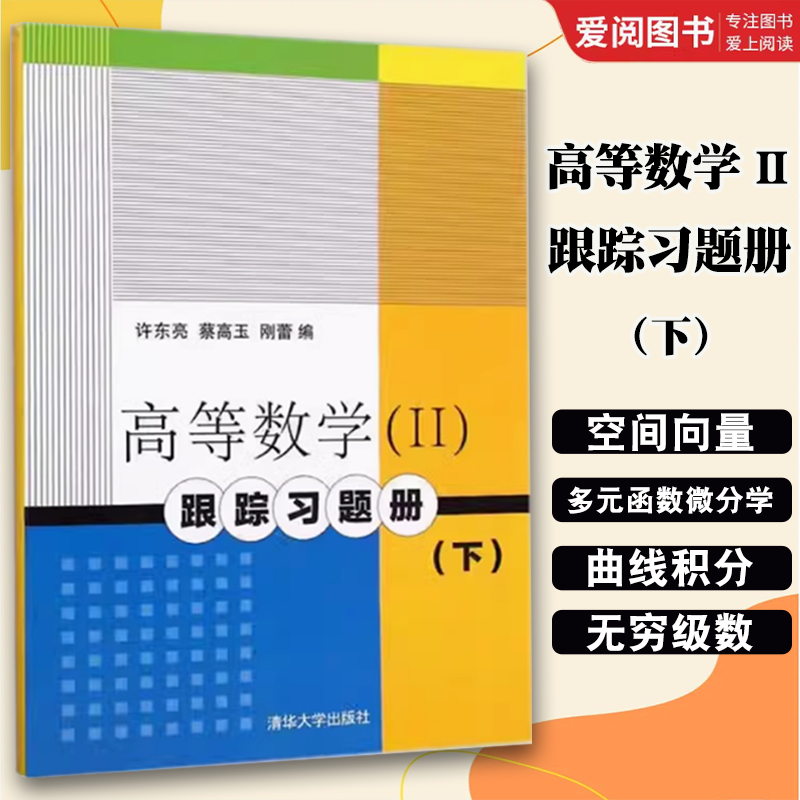 爱阅图书
专注图书
爱上阅读
高等数学 II
跟踪习题册
（下）
空间向量
多元函数微分学
曲线积分
无穷级数
许东亮 蔡高玉 刚蕾 编
高等数学(II)
跟踪习题册
(下)
清华大学出版社